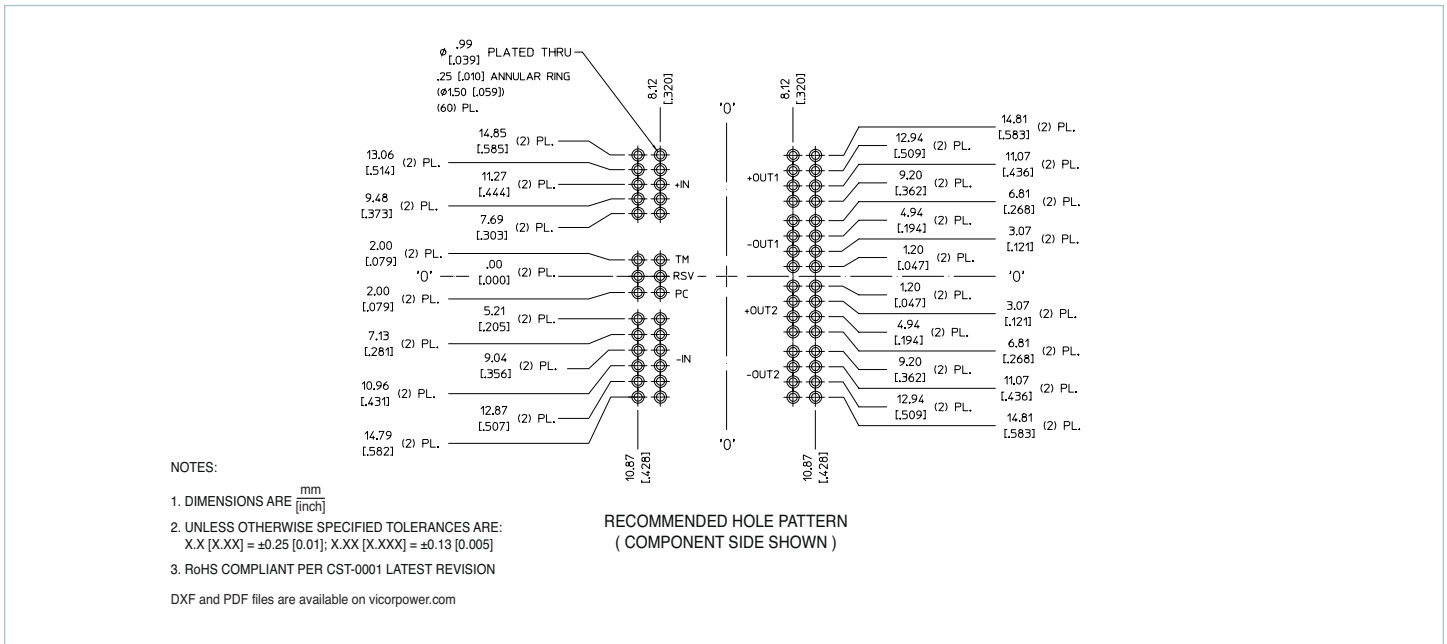 ø .99 PLATED THRU
[.039]
.25 [.010] ANNULAR RING
(ø1.50 [.059])
(60) PL.
8.12
[.320]
'0'
8.12
[.320]
14.85 (2) PL.
[.585]
13.06 (2) PL.
[.514]
11.27 (2) PL.
[.444]
9.48 (2) PL.
[.373]
7.69 (2) PL.
[.303]
2.00 (2) PL.
[.079]
'0'
.00 (2) PL.
[.000]
2.00 (2) PL.
[.079]
5.21 (2) PL.
[.205]
7.13 (2) PL.
[.281]
9.04 (2) PL.
[.356]
10.96 (2) PL.
[.431]
12.87 (2) PL.
[.507]
14.79 (2) PL.
[.582]
+IN
TM
RSV
PC
-IN
10.87
[.428]
'0'
+OUT1
-OUT1
+OUT2
-OUT2
10.87
[.428]
14.81 (2) PL.
[.583]
12.94 (2) PL.
[.509]
11.07 (2) PL.
[.436]
9.20 (2) PL.
[.362]
6.81 (2) PL.
[.268]
4.94 (2) PL.
[.194]
3.07 (2) PL.
[.121]
1.20 (2) PL.
[.047]
'0'
1.20 (2) PL.
[.047]
3.07 (2) PL.
[.121]
4.94 (2) PL.
[.194]
6.81 (2) PL.
[.268]
9.20 (2) PL.
[.362]
11.07 (2) PL.
[.436]
12.94 (2) PL.
[.509]
14.81 (2) PL.
[.583]
NOTES:
1. DIMENSIONS ARE mm
[inch]
2. UNLESS OTHERWISE SPECIFIED TOLERANCES ARE:
X.X [X.XX] = ±0.25 [0.01]; X.XX [X.XXX] = ±0.13 [0.005]
3. RoHS COMPLIANT PER CST-0001 LATEST REVISION
DXF and PDF files are available on vicorpower.com
RECOMMENDED HOLE PATTERN
( COMPONENT SIDE SHOWN )